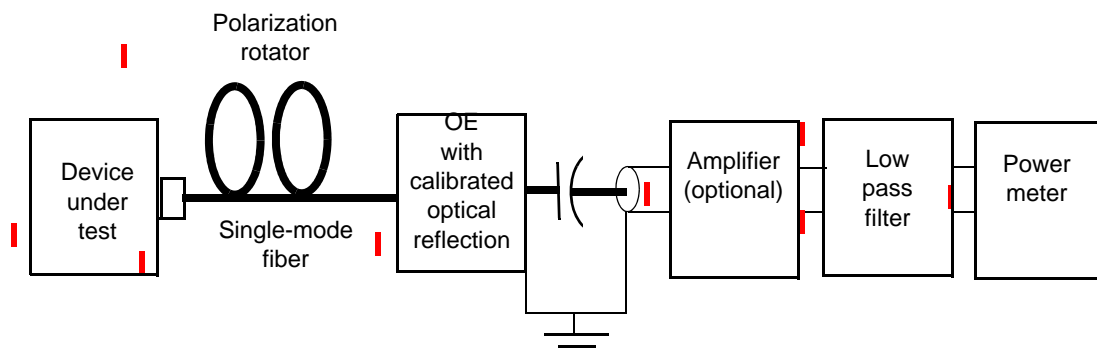 Polarization
rotator
Device
under
test
Single-mode
fiber
OE
with
calibrated
optical
reflection
Amplifier
(optional)
Low
pass
filter
Power
meter